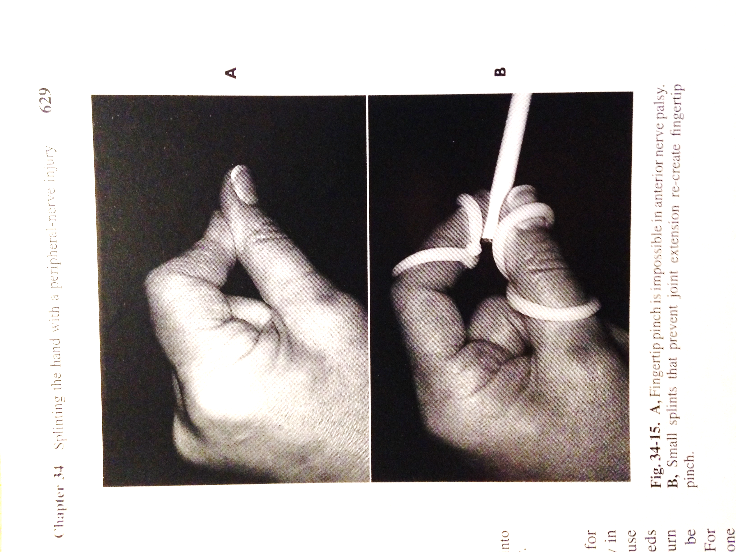 Chapter 34 Splinting the hand with a peripheral-nerve injury 629
A
B
Fig. 34-15. A, Fingertip pinch is impossible in anterior nerve palsy.
B, Small splints that prevent joint extension re-create fingertip
pinch.
nto
for
in
use
eds
urn
be
For
one